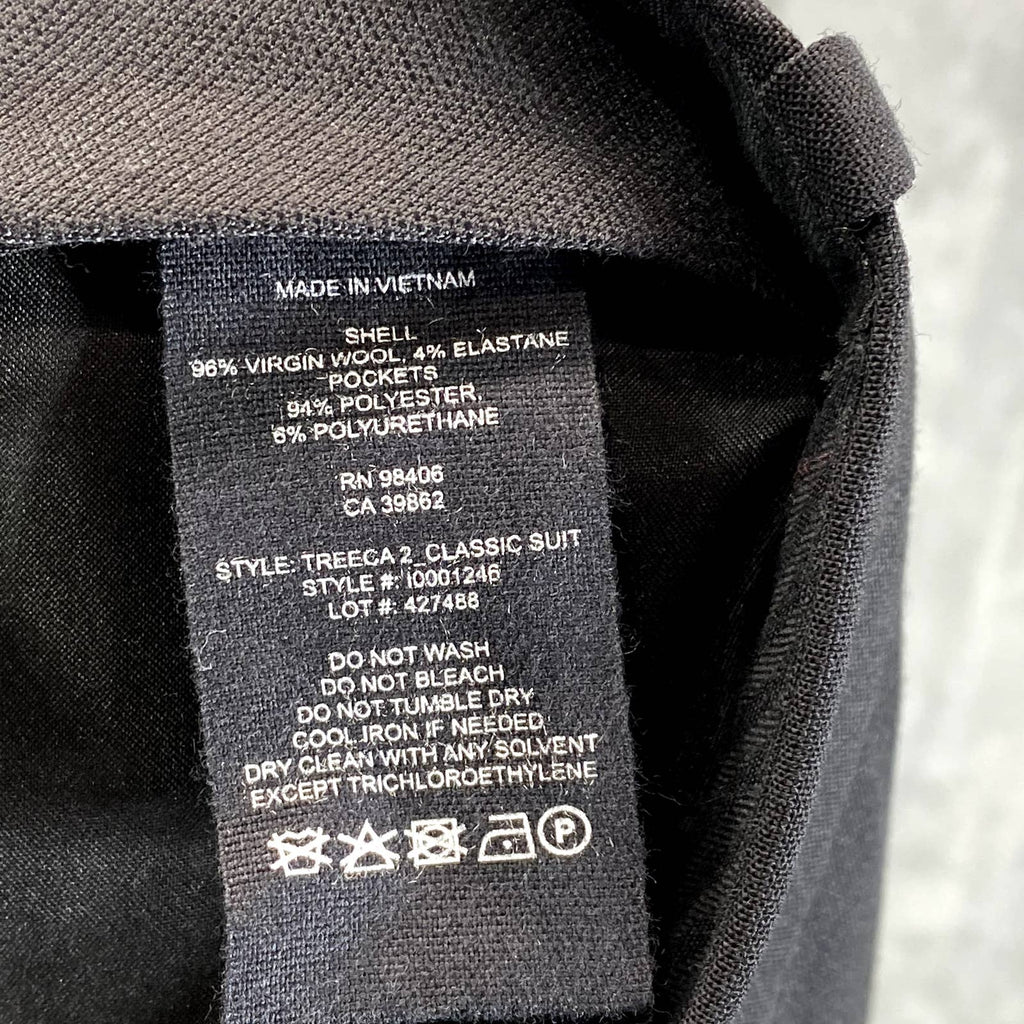 MADE IN VIETNAM
SHELL
96% VIRGIN WOOL, 4% ELASTANE
POCKETS
94% POLYESTER,
6% POLYURETHANE
RN 98406
CA 39862
STYLE: TREECA 2_CLASSIC SUIT
STYLE #: I0001246
LOT #: 427488
DO NOT WASH
DO NOT BLEACH
DO NOT TUMBLE DRY
COOL IRON IF NEEDED
DRY CLEAN WITH ANY SOLVENT
EXCEPT TRICHLOROETHYLENE
P